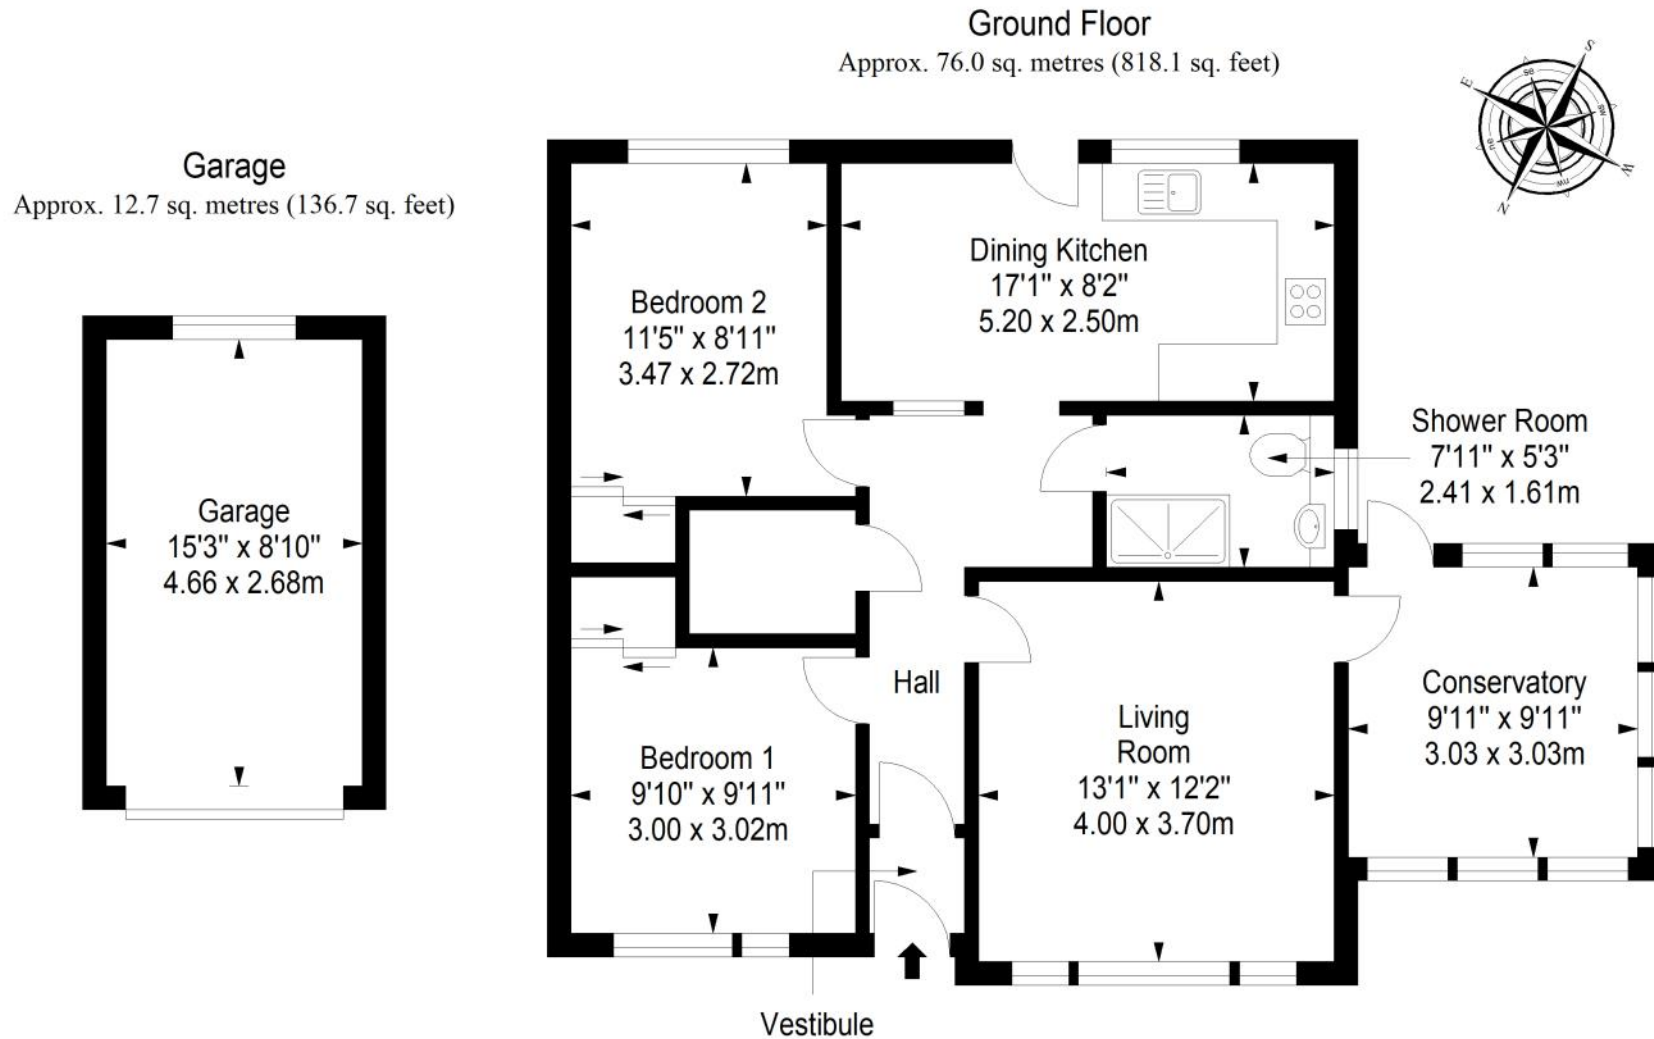 Ground Floor
Approx. 76.0 sq. metres (818.1 sq. feet)
S
se
E
sw
ne
W
nw
N
Garage
Approx. 12.7 sq. metres (136.7 sq. feet)
Dining Kitchen
17'1" x 8'2"
5.20 x 2.50m
Bedroom 2
11'5" x 8'11"
3.47 x 2.72m
Shower Room
7'11" x 5'3"
2.41 x 1.61m
Garage
15'3" x 8'10"
4.66 x 2.68m
Hall
Conservatory
9'11" x 9'11"
3.03 x 3.03m
Living
Room
13'1" x 12'2"
4.00 x 3.70m
Bedroom 1
9'10" x 9'11"
3.00 x 3.02m
Vestibule